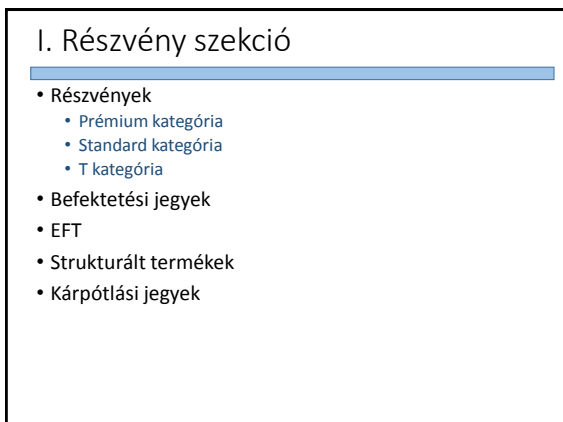 I. Részvény szekció
• Részvények
• Prémium kategória
• Standard kategória
• T kategória
• Befektetési jegyek
• EFT
• Strukturált termékek
• Kárpótlási jegyek